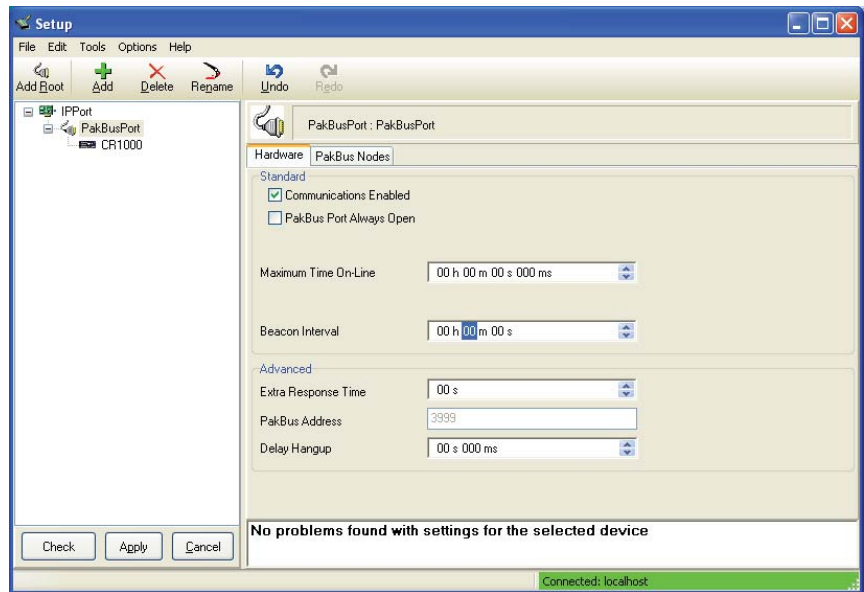 Setup
File Edit Tools Options Help
Add Root Add Delete Rename Undo Redo
IPPort
PakBusPort
CR1000
PakBusPort : PakBusPort
Hardware PakBus Nodes
Standard
Communications Enabled
PakBus Port Always Open
Maximum Time On-Line 00 h 00 m 00 s 000 ms
Beacon Interval 00 h 00 m 00 s
Advanced
Extra Response Time 00 s
PakBus Address 3999
Delay Hangup 00 s 000 ms
No problems found with settings for the selected device
Check Apply Cancel
Connected: localhost